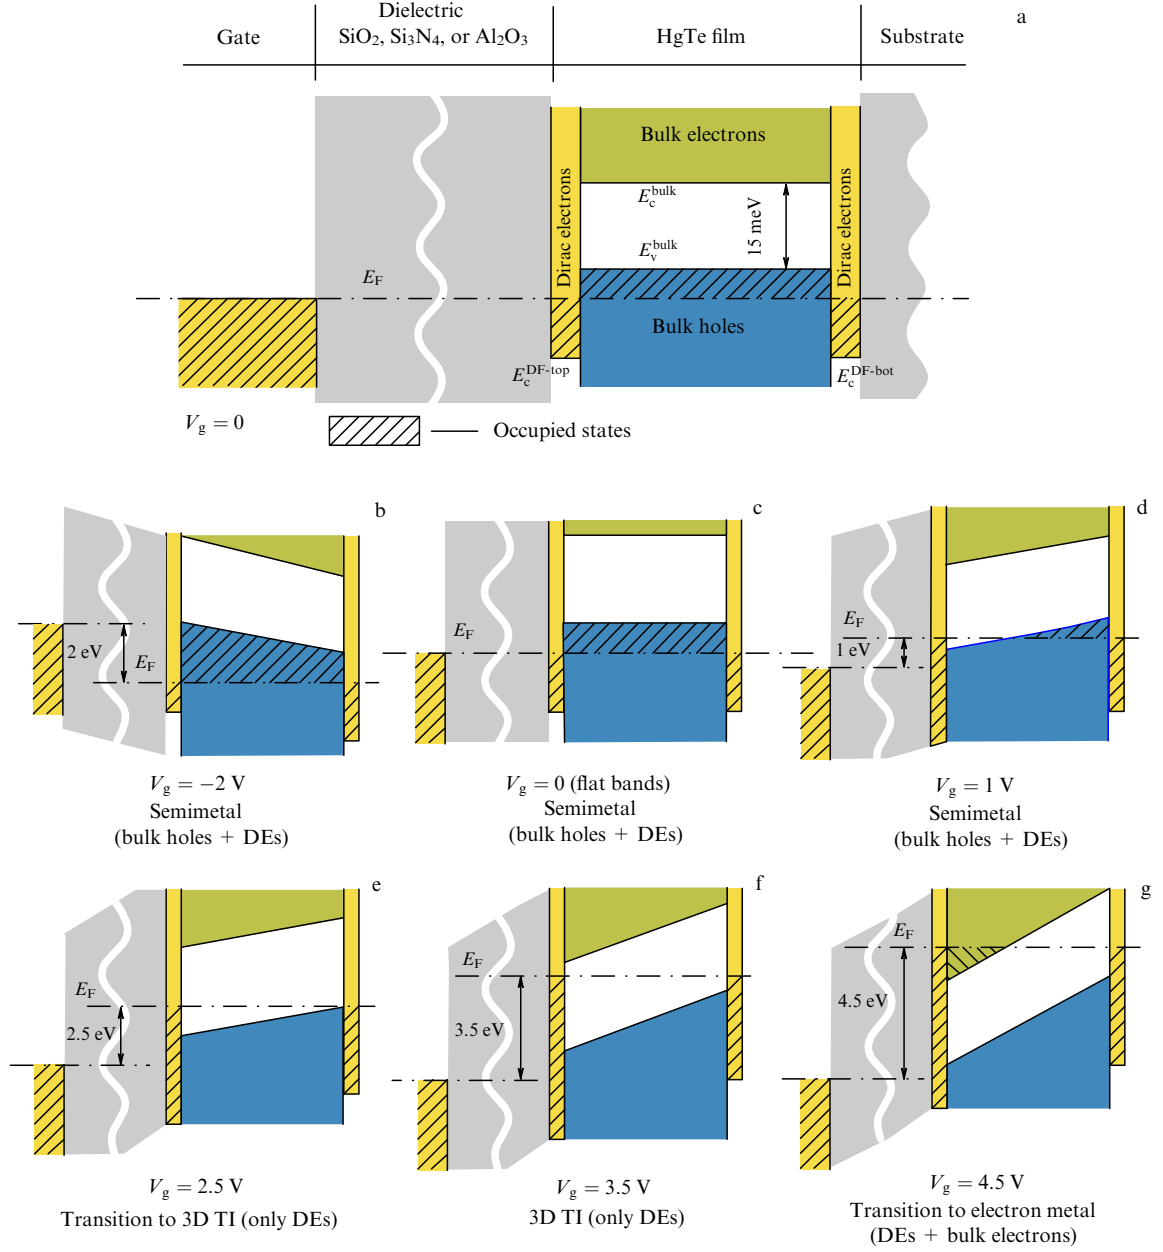 a
Dielectric
Gate
SiO₂, Si₃N₄, or Al₂O₃
HgTe film
Substrate
Bulk electrons
Dirac electrons
E_c^bulk
15 meV
E_v^bulk
Dirac electrons
E_F
Bulk holes
E_c^DF-top
E_c^DF-bot
V_g = 0
Occupied states
b
2 eV
E_F
V_g = −2 V
Semimetal
(bulk holes + DEs)
c
E_F
V_g = 0 (flat bands)
Semimetal
(bulk holes + DEs)
d
E_F
1 eV
V_g = 1 V
Semimetal
(bulk holes + DEs)
e
E_F
2.5 eV
V_g = 2.5 V
Transition to 3D TI (only DEs)
f
E_F
3.5 eV
V_g = 3.5 V
3D TI (only DEs)
g
E_F
4.5 eV
V_g = 4.5 V
Transition to electron metal
(DEs + bulk electrons)